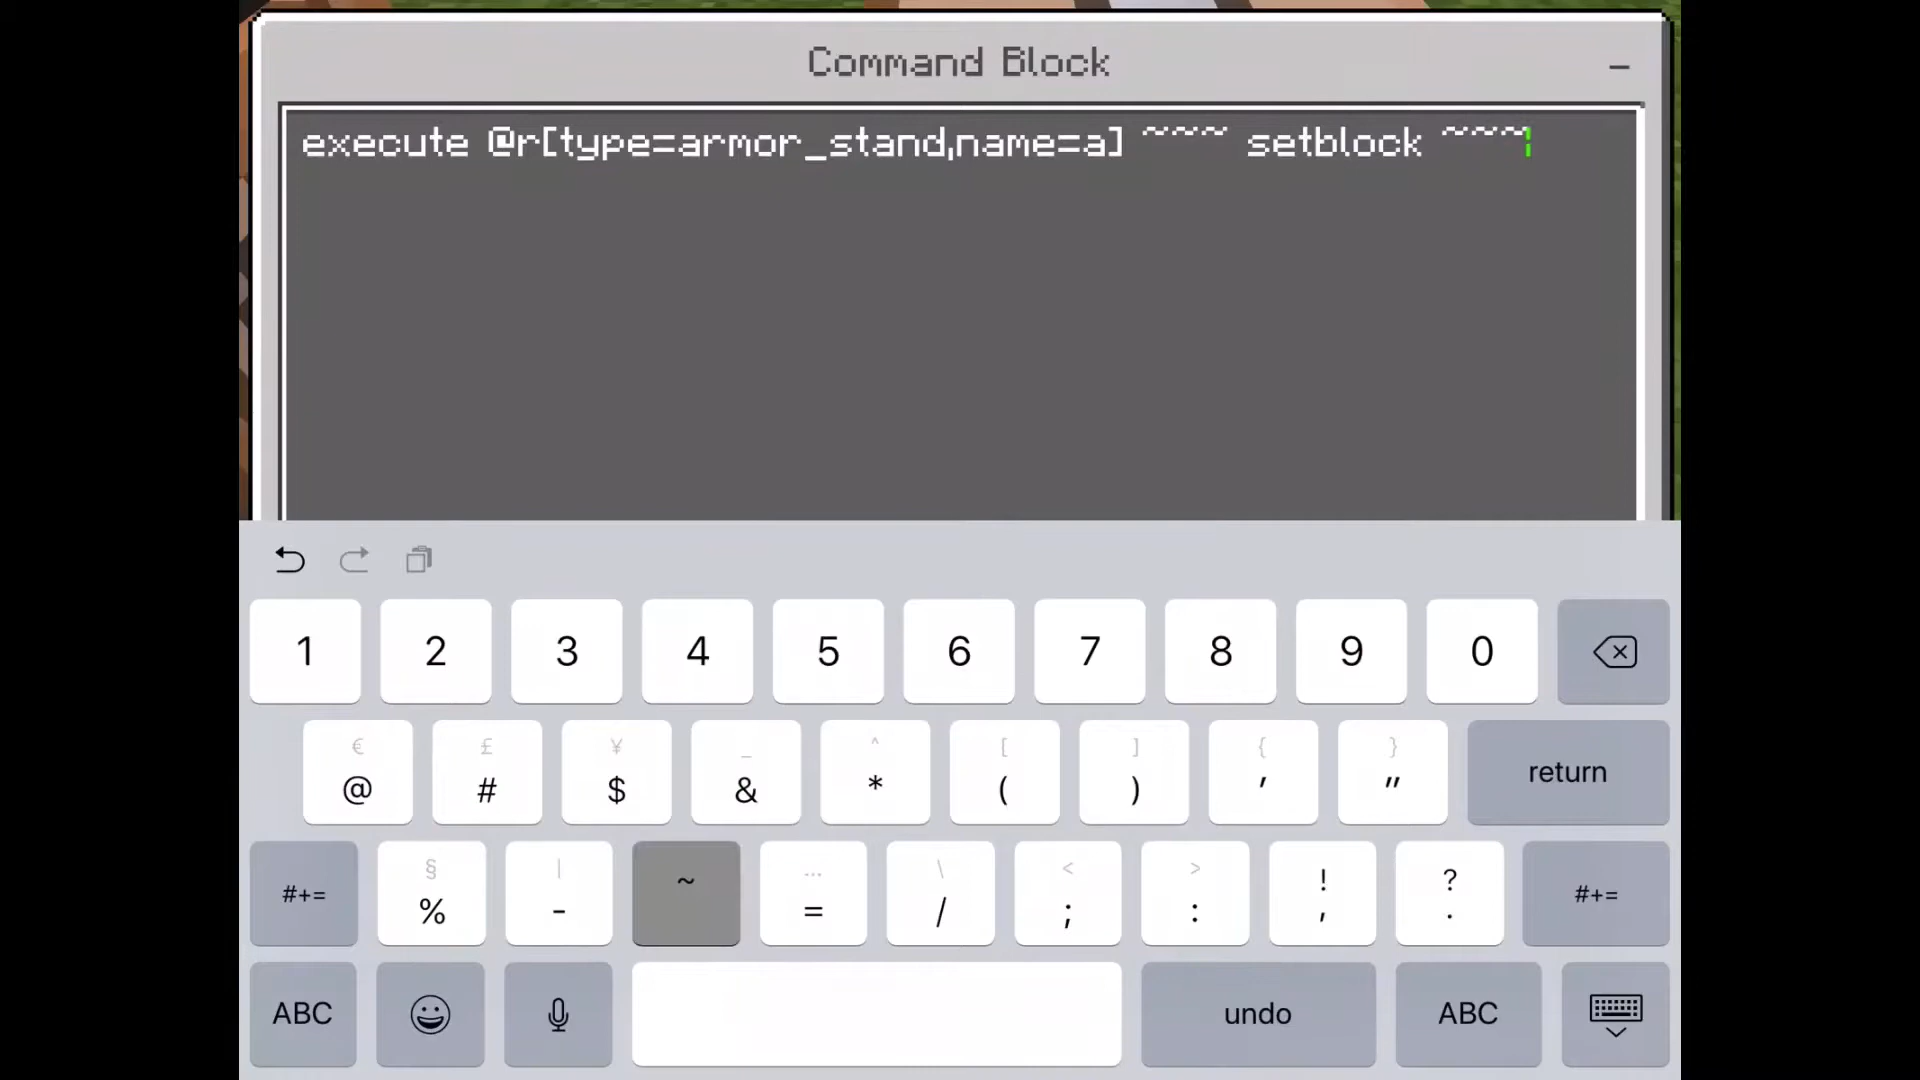 Command Block
execute @r[type=armor_stand,name=a] ~~~ setblock ~~~
1 2 3 4 5 6 7 8 9 0
€ £ ¥ _ ^ [ ] { }
@ # $ & * ( ) ' " return
§ | ~ … \ < > ! ?
#+= % - = / ; : , . #+=
ABC undo ABC